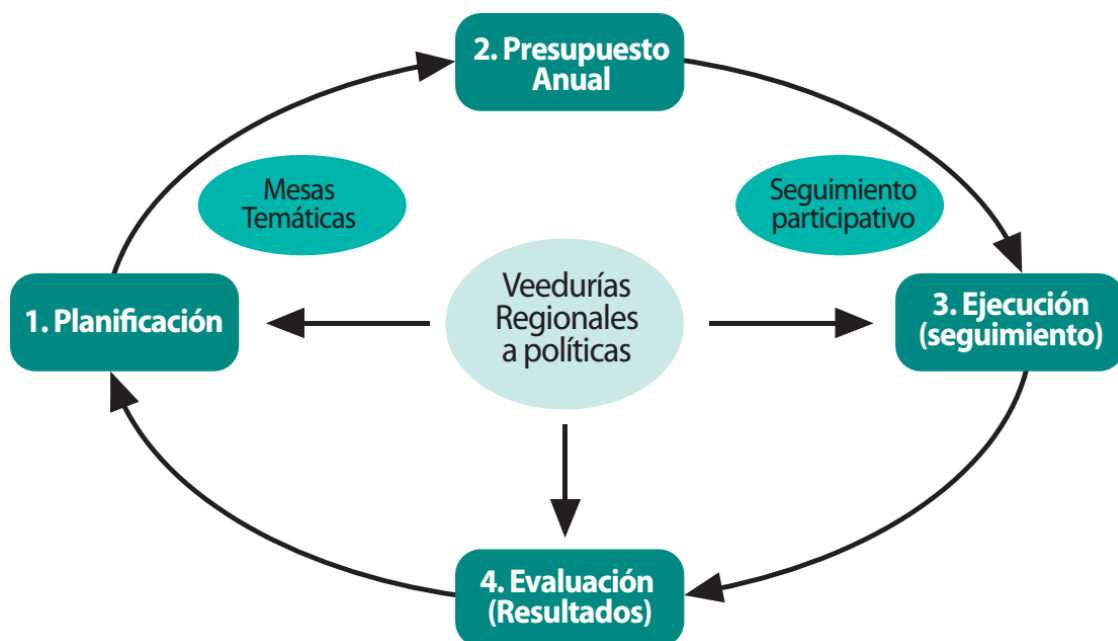 2. Presupuesto
Anual
Mesas
Temáticas
Seguimiento
participativo
1. Planificación
Veedurías
Regionales
a políticas
3. Ejecución
(seguimiento)
4. Evaluación
(Resultados)